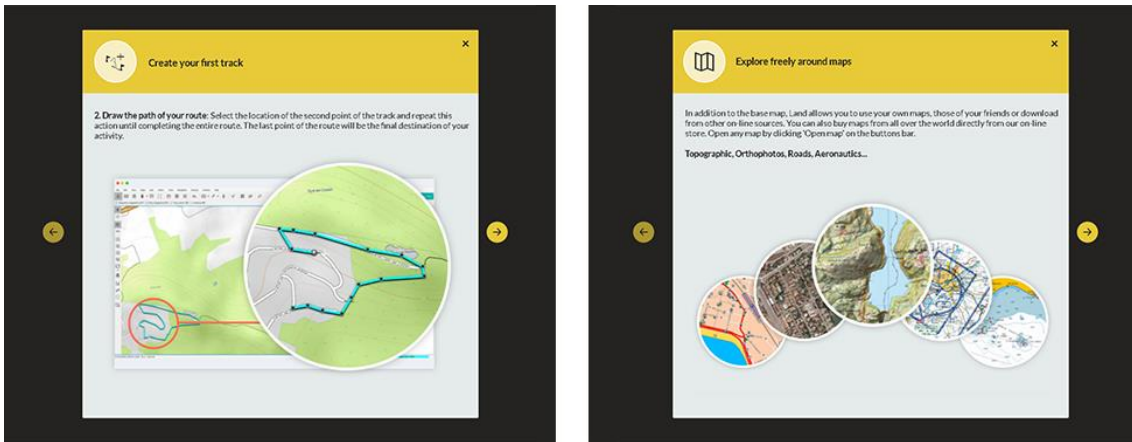 Create your first track
2. Draw the path of your route: Select the location of the second point of the track and repeat this
action until completing the entire route. The last point of the route will be the final destination of your
activity.
Explore freely around maps
In addition to the base map, Land allows you to use your own maps, those of your friends or download
from other on-line sources. You can also buy maps from all over the world directly from our on-line
store. Open any map by clicking 'Open map' on the buttons bar.
Topographic, Orthophotos, Roads, Aeronautics...